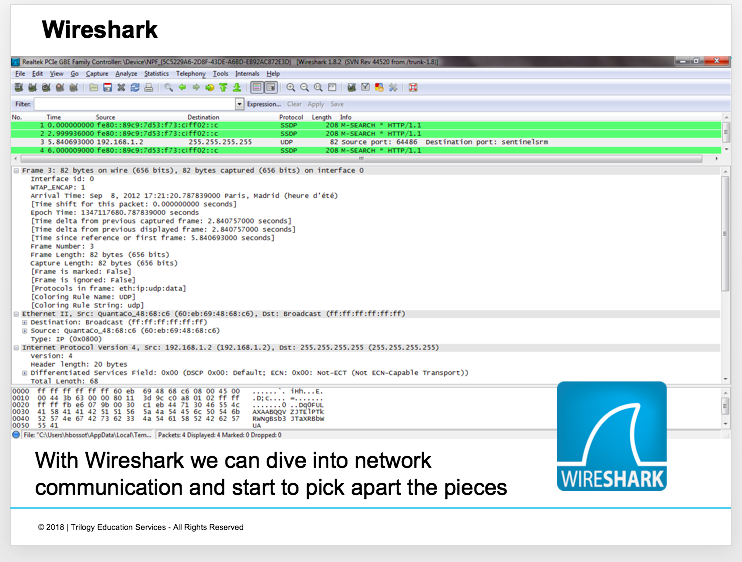 Wireshark
Realtek PCIe GBE Family Controller: \Device\NPF_{5C5229A6-2D8F-43DE-A6BD-EB92AC872E3D} [Wireshark 1.8.2 (SVN Rev 44520 from /trunk-1.8)]
File Edit View Go Capture Analyze Statistics Telephony Tools Internals Help
Filter: Expression... Clear Apply Save
No. Time Source Destination Protocol Length Info
1 0.000000000 fe80::89c9:7d53:f73:c ff02::c SSDP 208 M-SEARCH * HTTP/1.1
2 2.999936000 fe80::89c9:7d53:f73:c ff02::c SSDP 208 M-SEARCH * HTTP/1.1
3 5.840693000 192.168.1.2 255.255.255.255 UDP 82 Source port: 64486 Destination port: sentinelsrm
4 6.000009000 fe80::89c9:7d53:f73:c ff02::c SSDP 208 M-SEARCH * HTTP/1.1
Frame 3: 82 bytes on wire (656 bits), 82 bytes captured (656 bits) on interface 0
Interface id: 0
WTAP_ENCAP: 1
Arrival Time: Sep 8, 2012 17:21:20.787839000 Paris, Madrid (heure d'été)
[Time shift for this packet: 0.000000000 seconds]
Epoch Time: 1347117680.787839000 seconds
[Time delta from previous captured frame: 2.840757000 seconds]
[Time delta from previous displayed frame: 2.840757000 seconds]
[Time since reference or first frame: 5.840693000 seconds]
Frame Number: 3
Frame Length: 82 bytes (656 bits)
Capture Length: 82 bytes (656 bits)
[Frame is marked: False]
[Frame is ignored: False]
[Protocols in frame: eth:ip:udp:data]
[Coloring Rule Name: UDP]
[Coloring Rule String: udp]
Ethernet II, Src: QuantaCo_48:68:c6 (60:eb:69:48:68:c6), Dst: Broadcast (ff:ff:ff:ff:ff:ff)
Destination: Broadcast (ff:ff:ff:ff:ff:ff)
Source: QuantaCo_48:68:c6 (60:eb:69:48:68:c6)
Type: IP (0x0800)
Internet Protocol Version 4, Src: 192.168.1.2 (192.168.1.2), Dst: 255.255.255.255 (255.255.255.255)
Version: 4
Header length: 20 bytes
Differentiated Services Field: 0x00 (DSCP 0x00: Default; ECN: 0x00: Not-ECT (Not ECN-Capable Transport))
Total Length: 68
0000 ff ff ff ff ff ff 60 eb 69 48 68 c6 08 00 45 00 ......`. iHh...E.
0010 00 44 3b 63 00 00 80 11 3d 9c c0 a8 01 02 ff ff .D;c.... =.......
0020 ff ff fb e6 07 9b 00 30 c1 eb 44 71 30 46 55 4c .......0 ..Dq0FUL
0030 41 58 41 41 42 51 51 56 5a 4a 54 45 6c 50 54 6b AXAABQQV ZJTElPTk
0040 52 57 4e 67 42 73 62 33 4a 54 61 58 52 42 62 57 RWNgBsb3 JTaXRBbW
0050 55 41 UA
File: "C:\Users\hbossot\AppData\Local\Tem... Packets: 4 Displayed: 4 Marked: 0 Dropped: 0
WIRESHARK
With Wireshark we can dive into network
communication and start to pick apart the pieces
© 2018 | Trilogy Education Services - All Rights Reserved